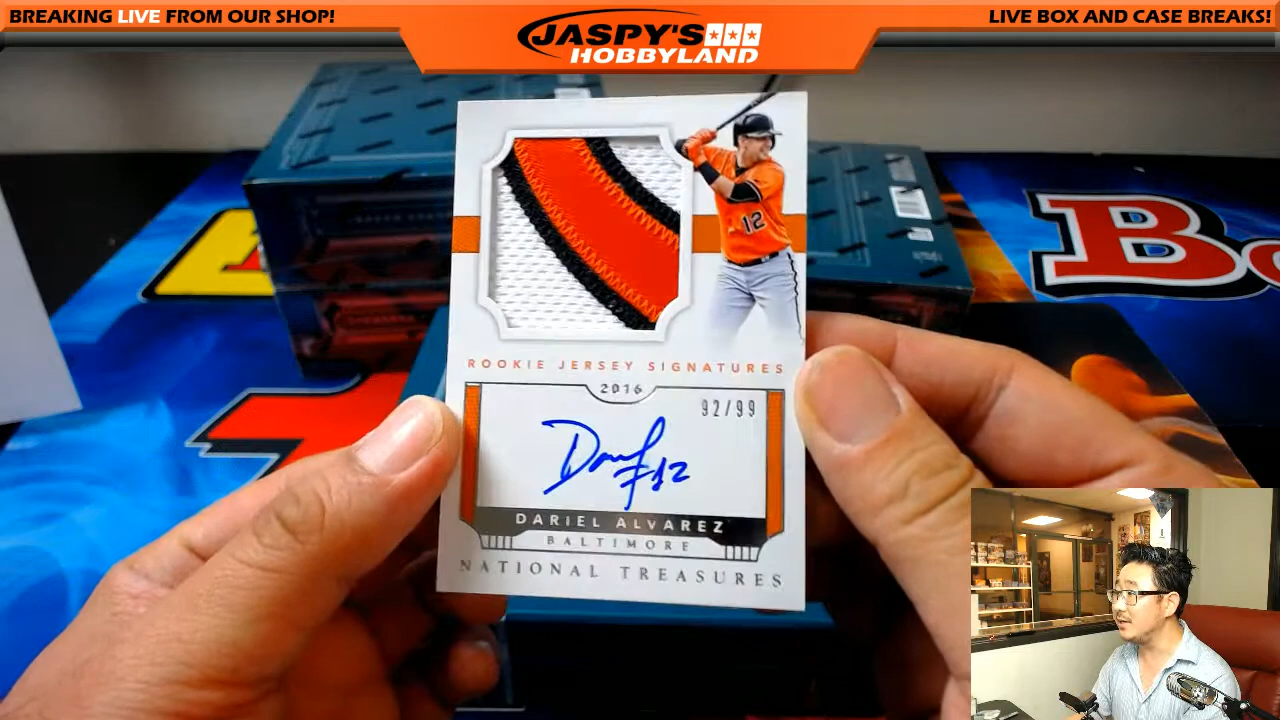 BREAKING LIVE FROM OUR SHOP!
JASPY'S
HOBBYLAND
LIVE BOX AND CASE BREAKS!
12
ROOKIE JERSEY SIGNATURES
2016
92/99
DARIEL ALVAREZ
BALTIMORE
NATIONAL TREASURES